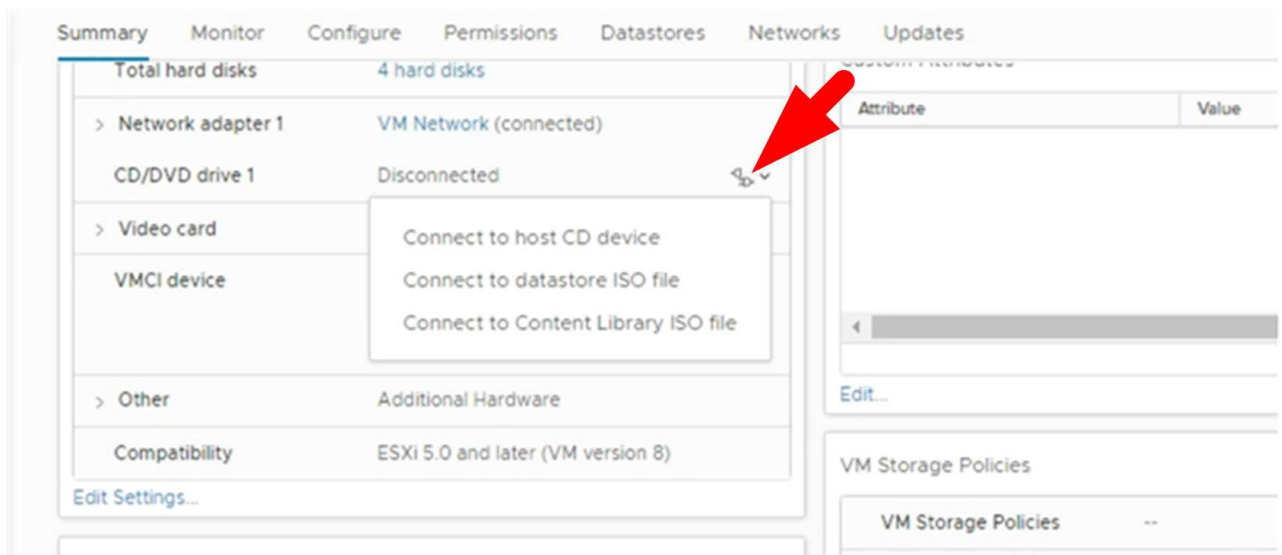 Summary Monitor Configure Permissions Datastores Networks Updates
Total hard disks 4 hard disks
Network adapter 1 VM Network (connected)
CD/DVD drive 1 Disconnected
Connect to host CD device
Connect to datastore ISO file
Connect to Content Library ISO file
Video card
VMCI device
Other Additional Hardware
Compatibility ESXi 5.0 and later (VM version 8)
Edit Settings...
Custom Attributes
Attribute Value
Edit...
VM Storage Policies
VM Storage Policies --